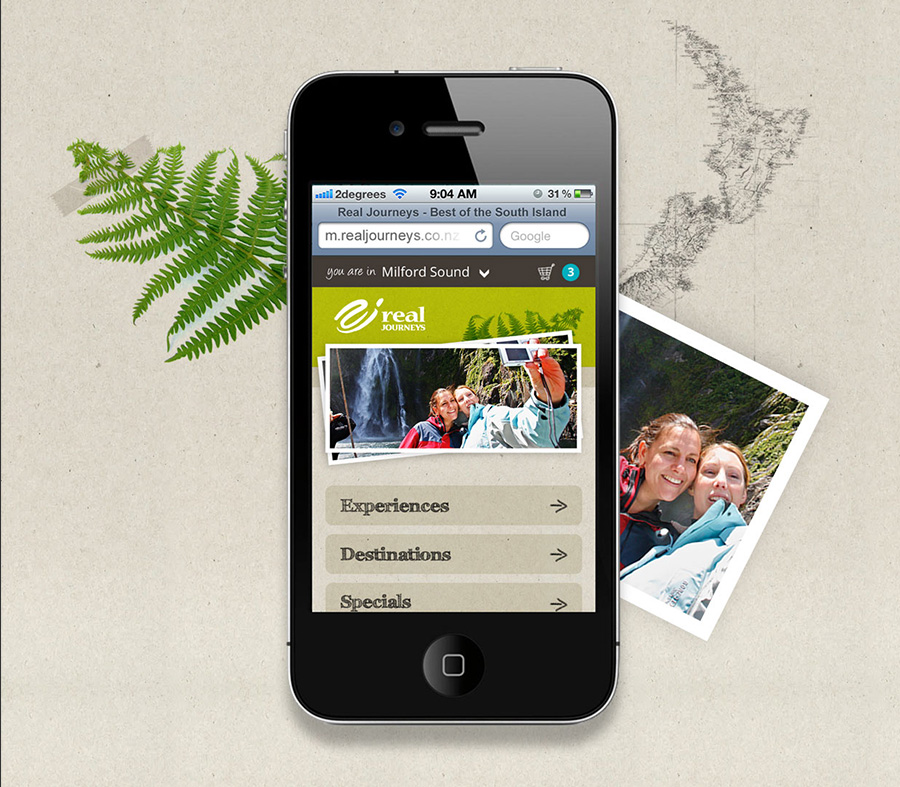 2degrees 9:04 AM 31%
Real Journeys - Best of the South Island
m.realjourneys.co.nz Google
you are in Milford Sound 3
real
JOURNEYS
Experiences
Destinations
Specials